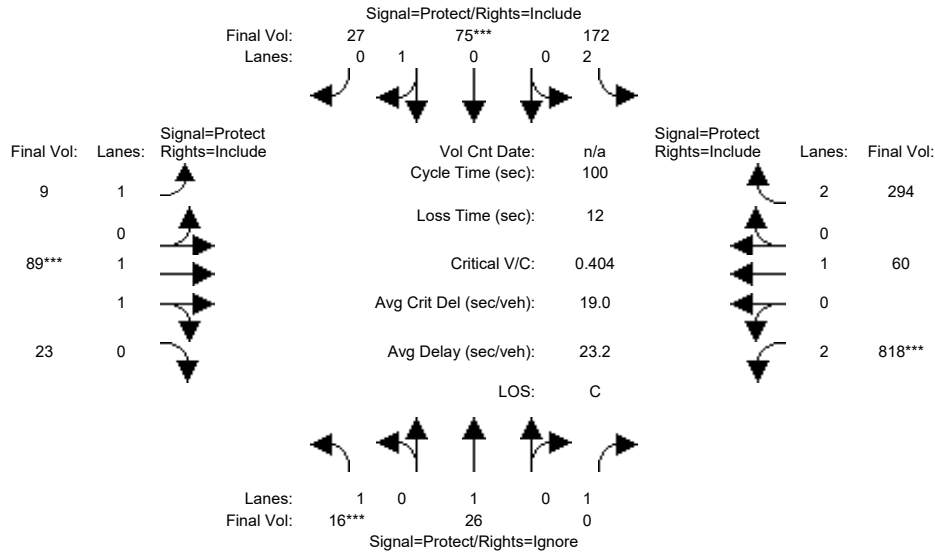 Signal=Protect/Rights=Include
Final Vol: 27 75*** 172
Lanes: 0 1 0 0 2
Signal=Protect
Final Vol: Lanes: Rights=Include
Vol Cnt Date: n/a
Signal=Protect
Rights=Include Lanes: Final Vol:
Cycle Time (sec): 100
9 1
2 294
Loss Time (sec): 12
0
0
89*** 1
Critical V/C: 0.404
1 60
1
Avg Crit Del (sec/veh): 19.0
0
23 0
Avg Delay (sec/veh): 23.2
2 818***
LOS: C
Lanes: 1 0 1 0 1
Final Vol: 16*** 26 0
Signal=Protect/Rights=Ignore